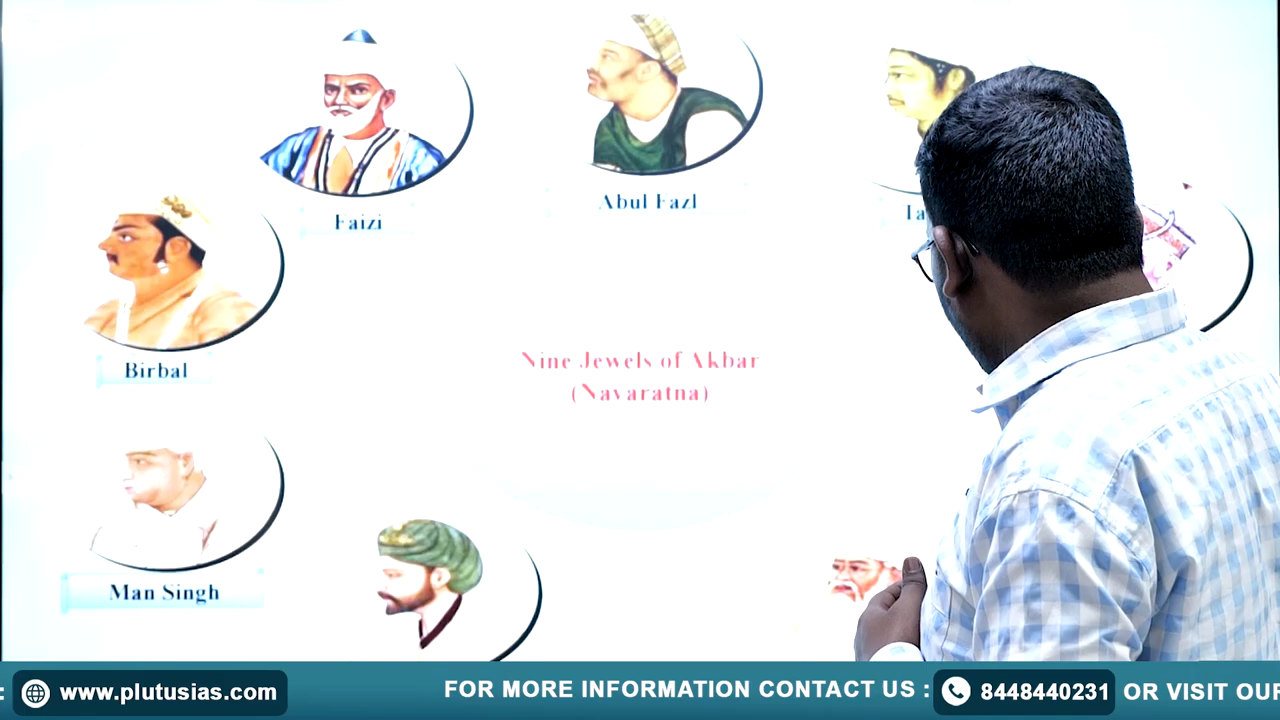 Abul Fazl
Faizi
Birbal
Nine Jewels of Akbar
(Navaratna)
Man Singh
: www.plutusias.com FOR MORE INFORMATION CONTACT US : 8448440231 OR VISIT OUR